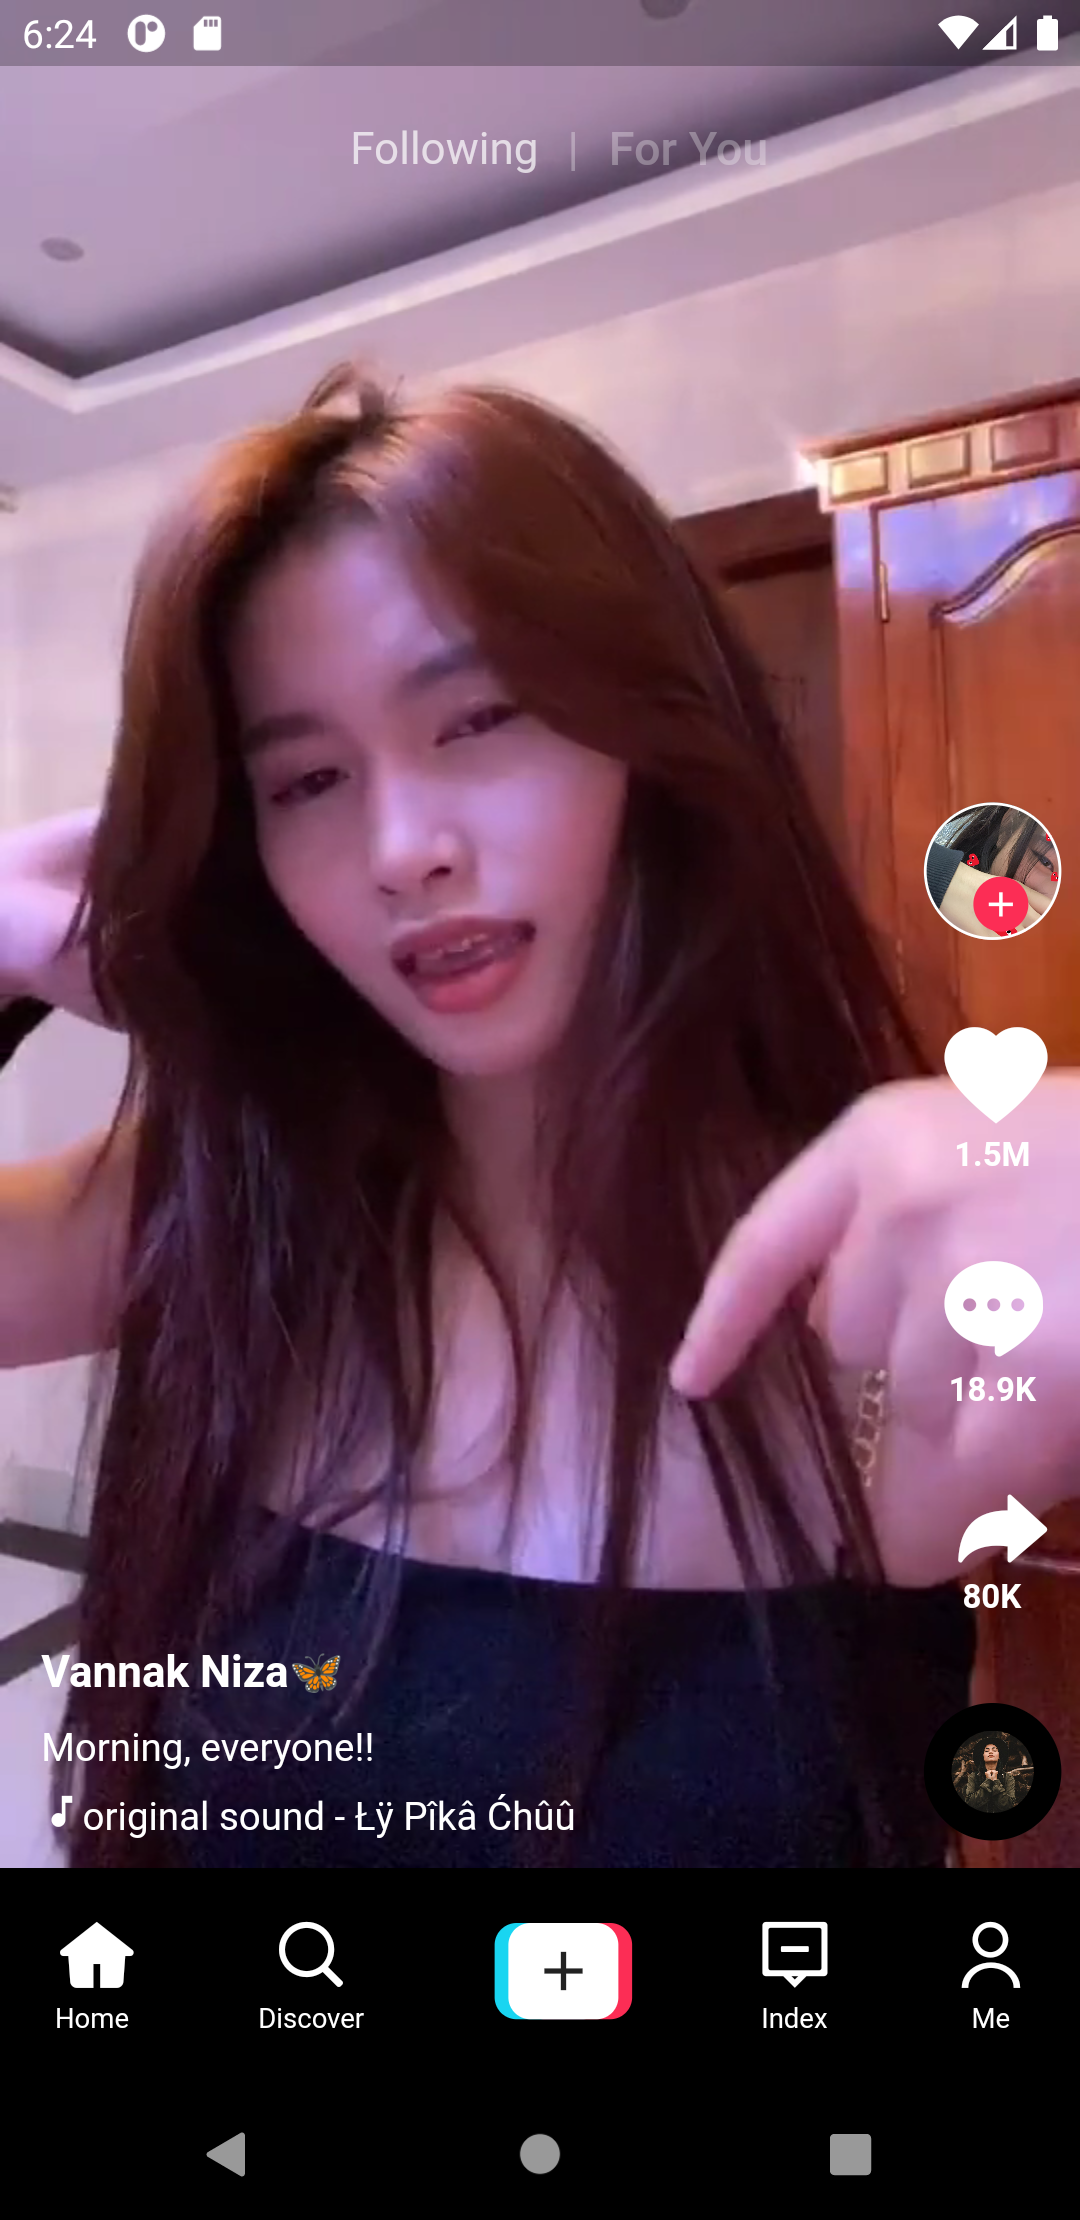 6:24
Following | For You
1.5M
18.9K
80K
Vannak Niza🦋
Morning, everyone!!
original sound - Łÿ Pîkâ Ćhûû
Home
Discover
Index
Me